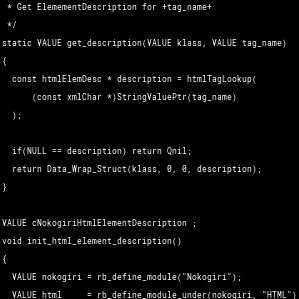 * Get ElemementDescription for +tag_name+
 */
static VALUE get_description(VALUE klass, VALUE tag_name)
{
  const htmlElemDesc * description = htmlTagLookup(
      (const xmlChar *)StringValuePtr(tag_name)
  );

  if(NULL == description) return Qnil;
  return Data_Wrap_Struct(klass, 0, 0, description);
}

VALUE cNokogiriHtmlElementDescription ;
void init_html_element_description()
{
  VALUE nokogiri = rb_define_module("Nokogiri");
  VALUE html     = rb_define_module_under(nokogiri, "HTML")